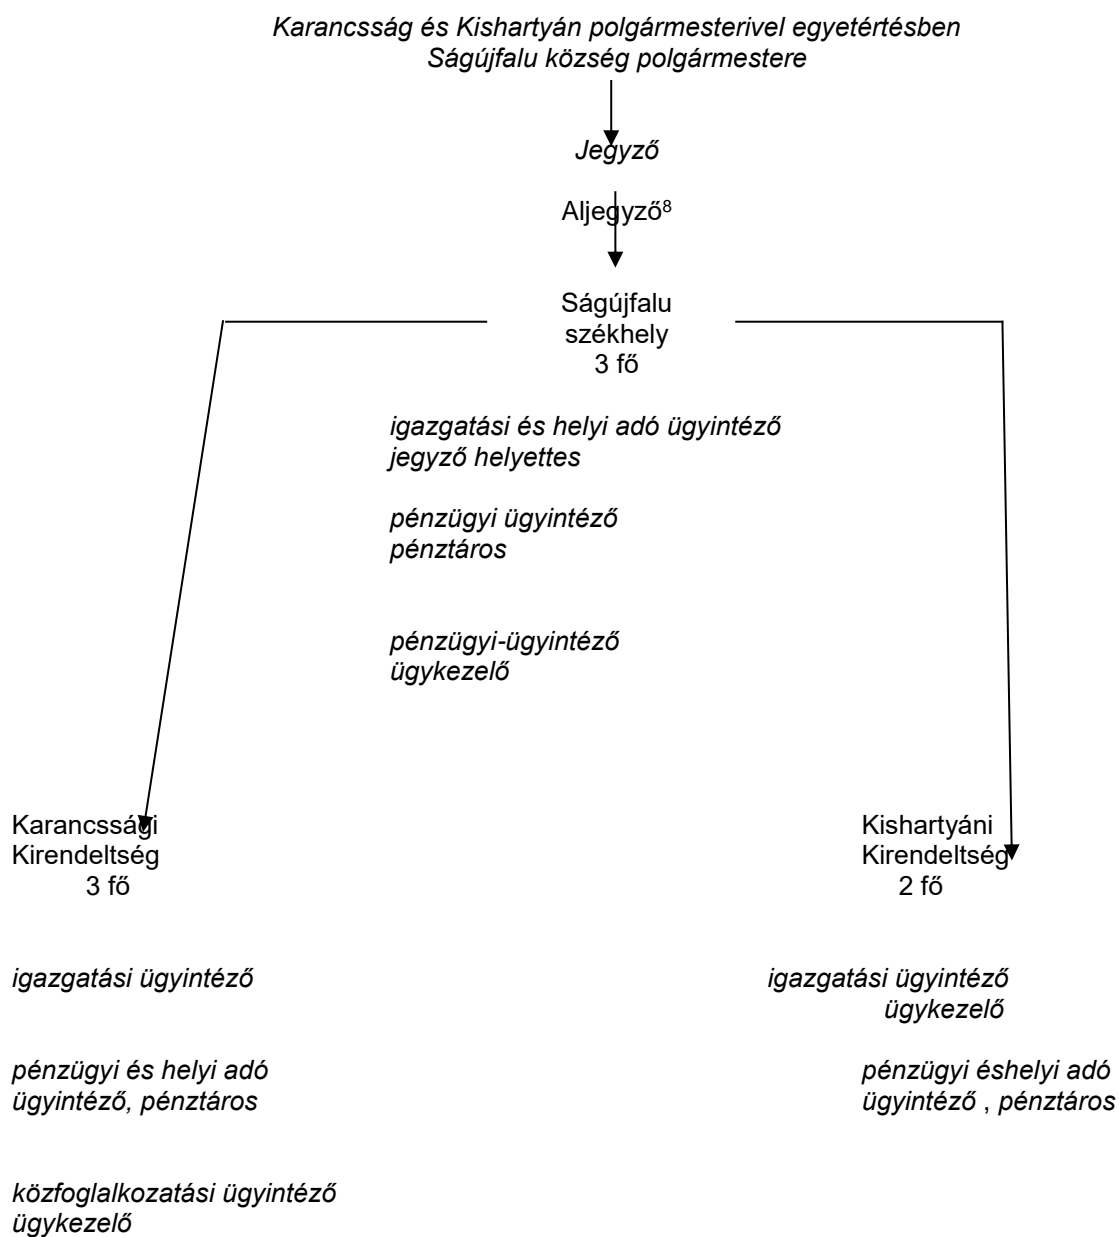 Karancsság és Kishartyán polgármesterivel egyetértésben
Ságújfalu község polgármestere
Jegyző
Aljegyző⁸
Ságújfalu
székhely
3 fő
igazgatási és helyi adó ügyintéző
jegyző helyettes
pénzügyi ügyintéző
pénztáros
pénzügyi-ügyintéző
ügykezelő
Karancssági
Kirendeltség
3 fő
igazgatási ügyintéző
pénzügyi és helyi adó
ügyintéző, pénztáros
közfoglalkozatási ügyintéző
ügykezelő
Kishartyáni
Kirendeltség
2 fő
igazgatási ügyintéző
ügykezelő
pénzügyi éshelyi adó
ügyintéző , pénztáros